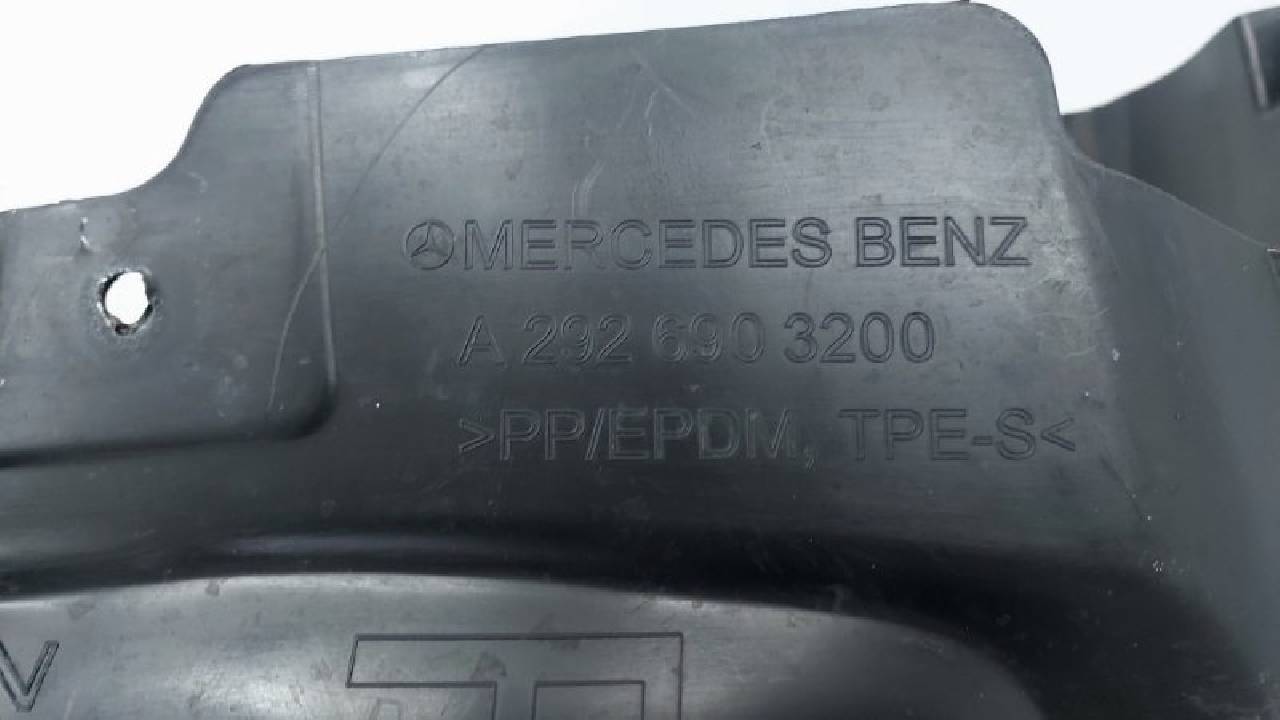 MERCEDES BENZ
A 292 690 3200
>PP/EPDM, TPE-S<
V